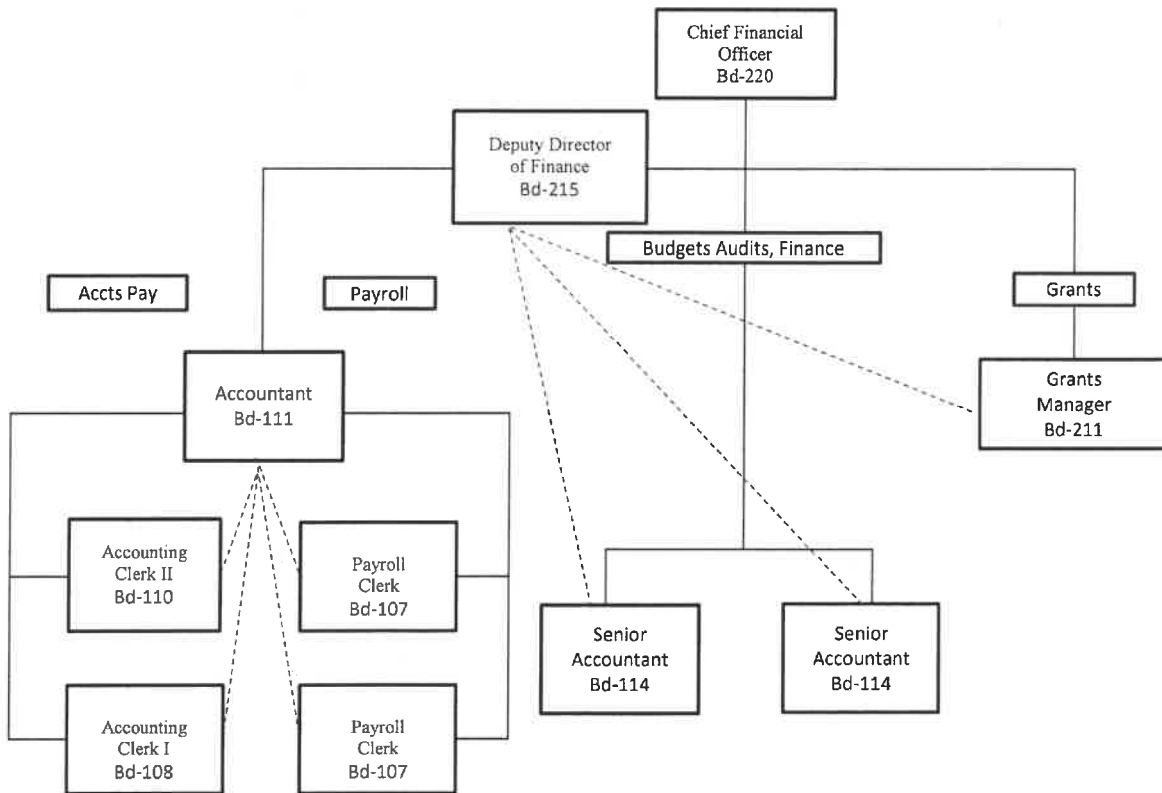 Chief Financial
Officer
Bd-220
Deputy Director
of Finance
Bd-215
Budgets Audits, Finance
Accts Pay
Payroll
Grants
Accountant
Bd-111
Grants
Manager
Bd-211
Accounting
Clerk II
Bd-110
Payroll
Clerk
Bd-107
Senior
Accountant
Bd-114
Senior
Accountant
Bd-114
Accounting
Clerk I
Bd-108
Payroll
Clerk
Bd-107